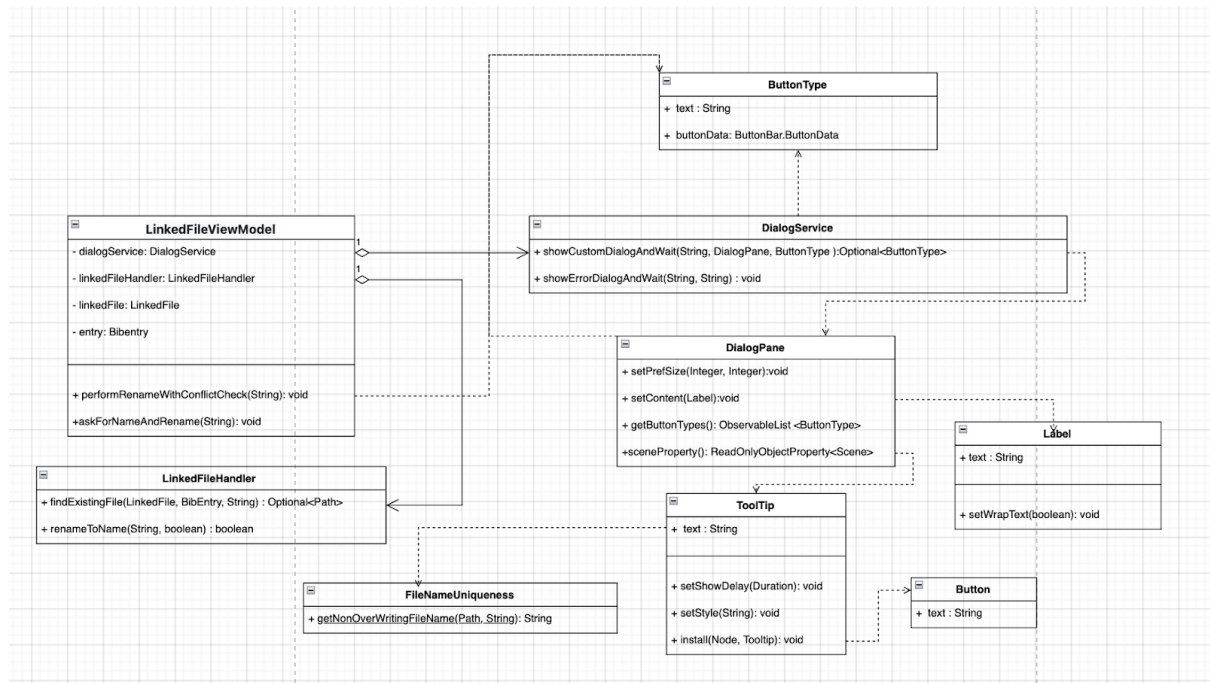 ButtonType
+ text : String
+ buttonData: ButtonBar.ButtonData
LinkedFileViewModel
- dialogService: DialogService
- linkedFileHandler: LinkedFileHandler
- linkedFile: LinkedFile
- entry: Bibentry
+ performRenameWithConflictCheck(String): void
+askForNameAndRename(String): void
1
1
DialogService
+ showCustomDialogAndWait(String, DialogPane, ButtonType ):Optional<ButtonType>
+ showErrorDialogAndWait(String, String) : void
DialogPane
+ setPrefSize(Integer, Integer):void
+ setContent(Label):void
+ getButtonTypes(): ObservableList <ButtonType>
+sceneProperty(): ReadOnlyObjectProperty<Scene>
Label
+ text : String
+ setWrapText(boolean): void
LinkedFileHandler
+ findExistingFile(LinkedFile, BibEntry, String) : Optional<Path>
+ renameToName(String, boolean) : boolean
ToolTip
+ text : String
+ setShowDelay(Duration): void
+ setStyle(String): void
+ install(Node, Tooltip): void
FileNameUniqueness
+ getNonOverWritingFileName(Path, String): String
Button
+ text : String